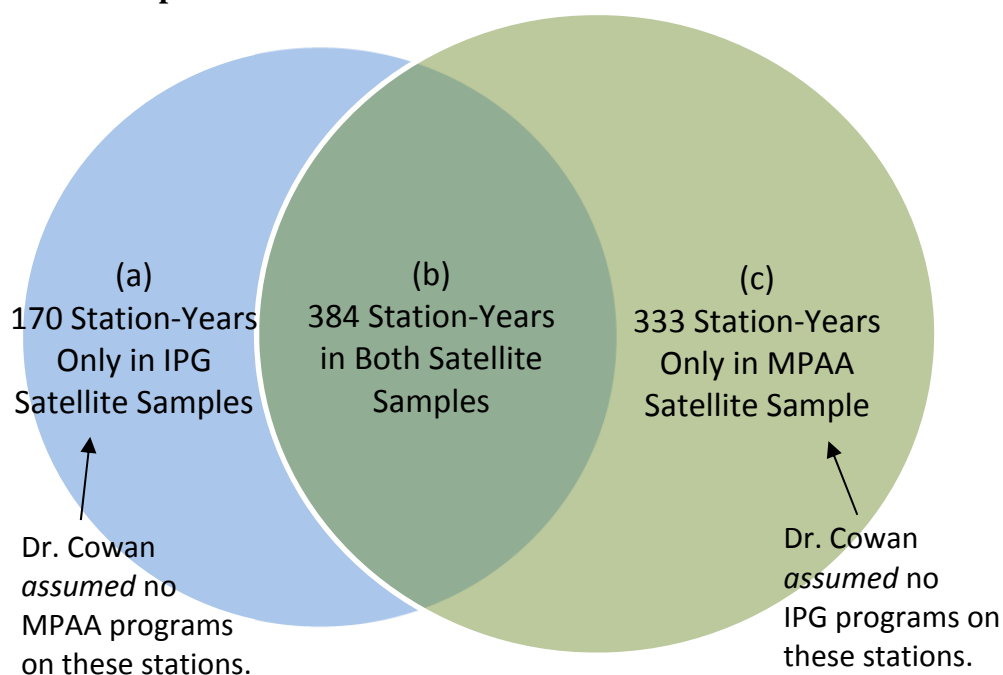 (a)
170 Station-Years
Only in IPG
Satellite Samples
(b)
384 Station-Years
in Both Satellite
Samples
(c)
333 Station-Years
Only in MPAA
Satellite Sample
Dr. Cowan
assumed no
MPAA programs
on these stations.
Dr. Cowan
assumed no
IPG programs on
these stations.